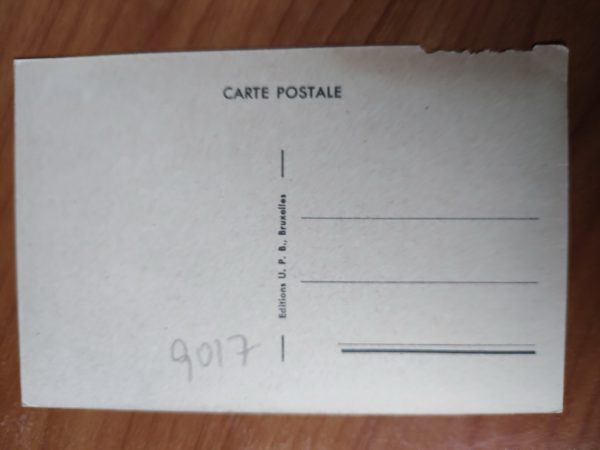 CARTE POSTALE
Editions U. P. B., Bruxelles
9017